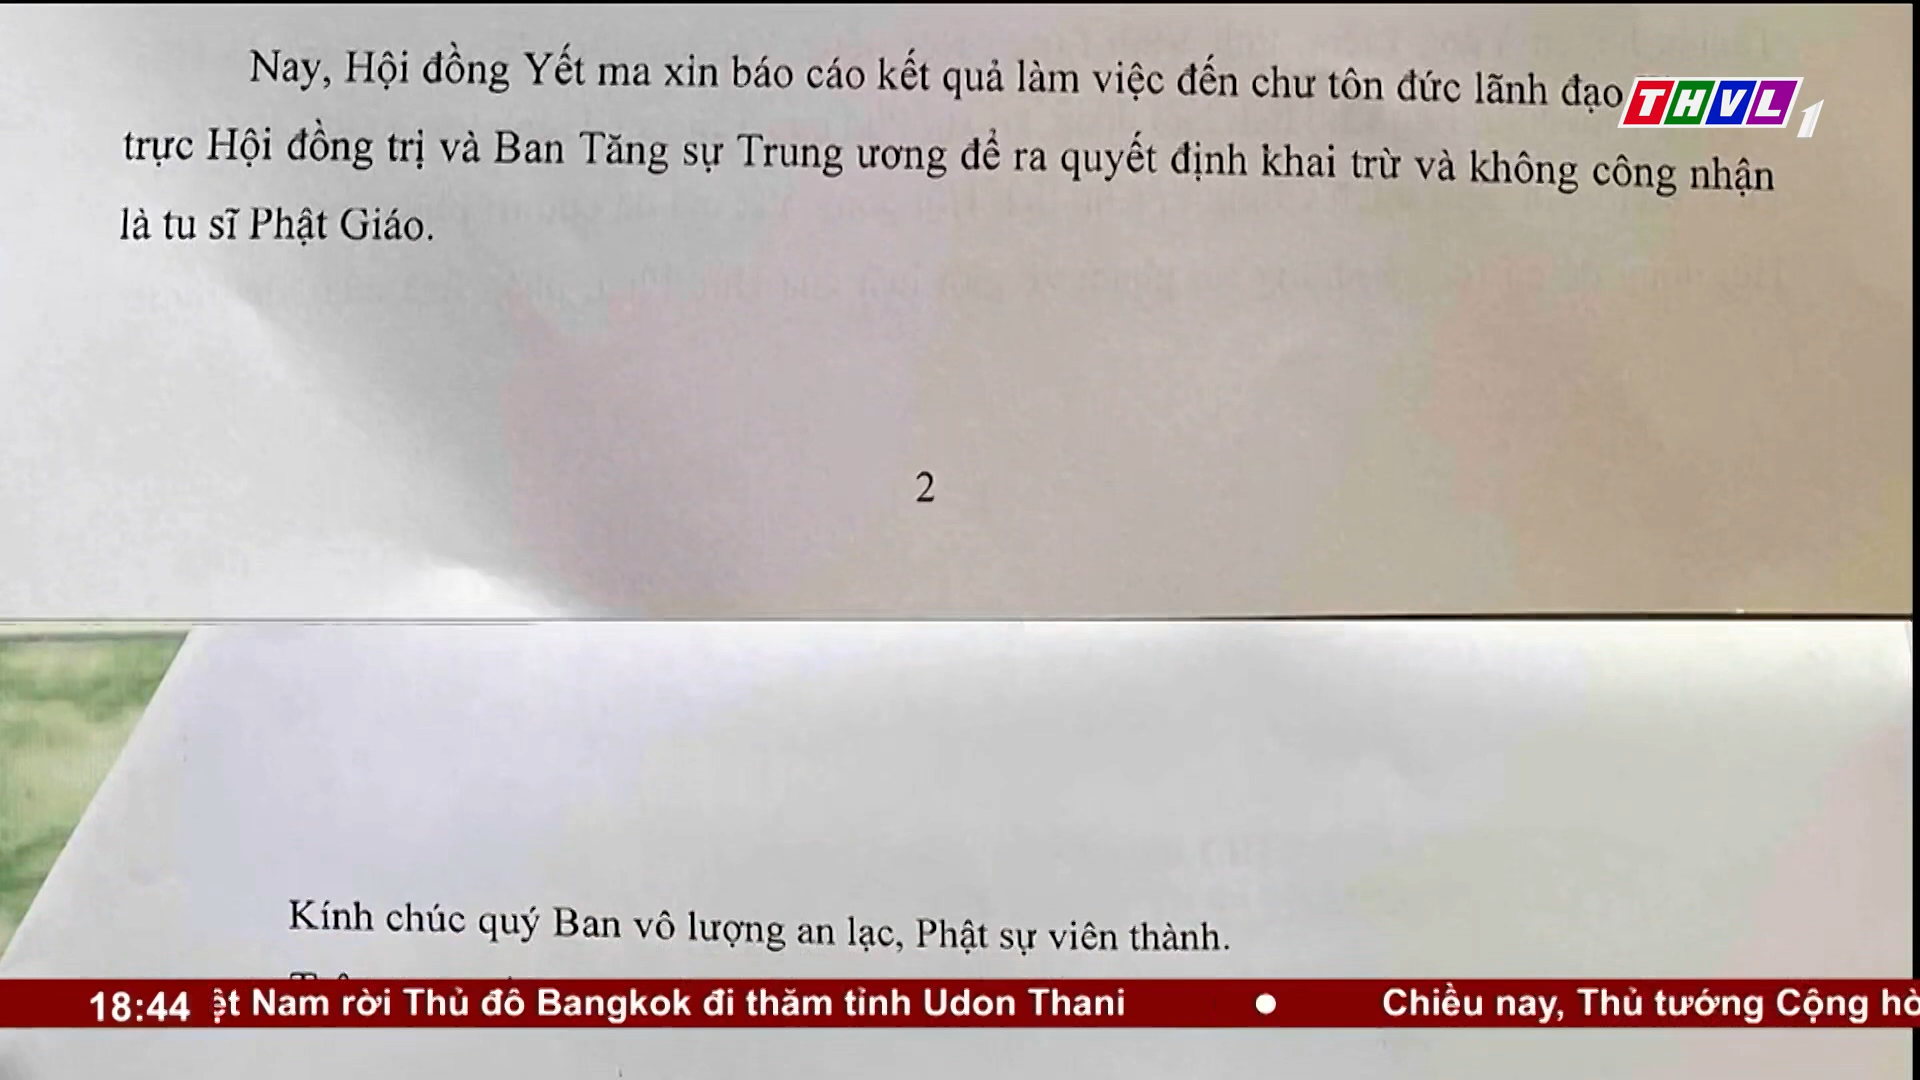 Nay, Hội đồng Yết ma xin báo cáo kết quả làm việc đến chư tôn đức lãnh đạo
THVL 1
trực Hội đồng trị và Ban Tăng sự Trung ương để ra quyết định khai trừ và không công nhận
là tu sĩ Phật Giáo.
2
Kính chúc quý Ban vô lượng an lạc, Phật sự viên thành.
18:44 ệt Nam rời Thủ đô Bangkok đi thăm tỉnh Udon Thani ● Chiều nay, Thủ tướng Cộng hò